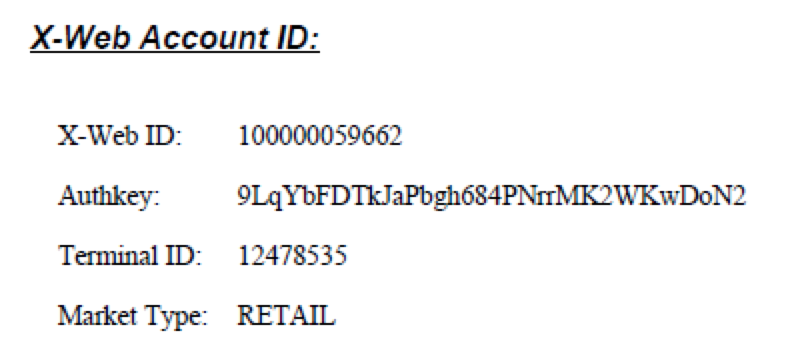 X-Web Account ID:
X-Web ID: 100000059662
Authkey: 9LqYbFDTkJaPbgh684PNrrMK2WKwDoN2
Terminal ID: 12478535
Market Type: RETAIL